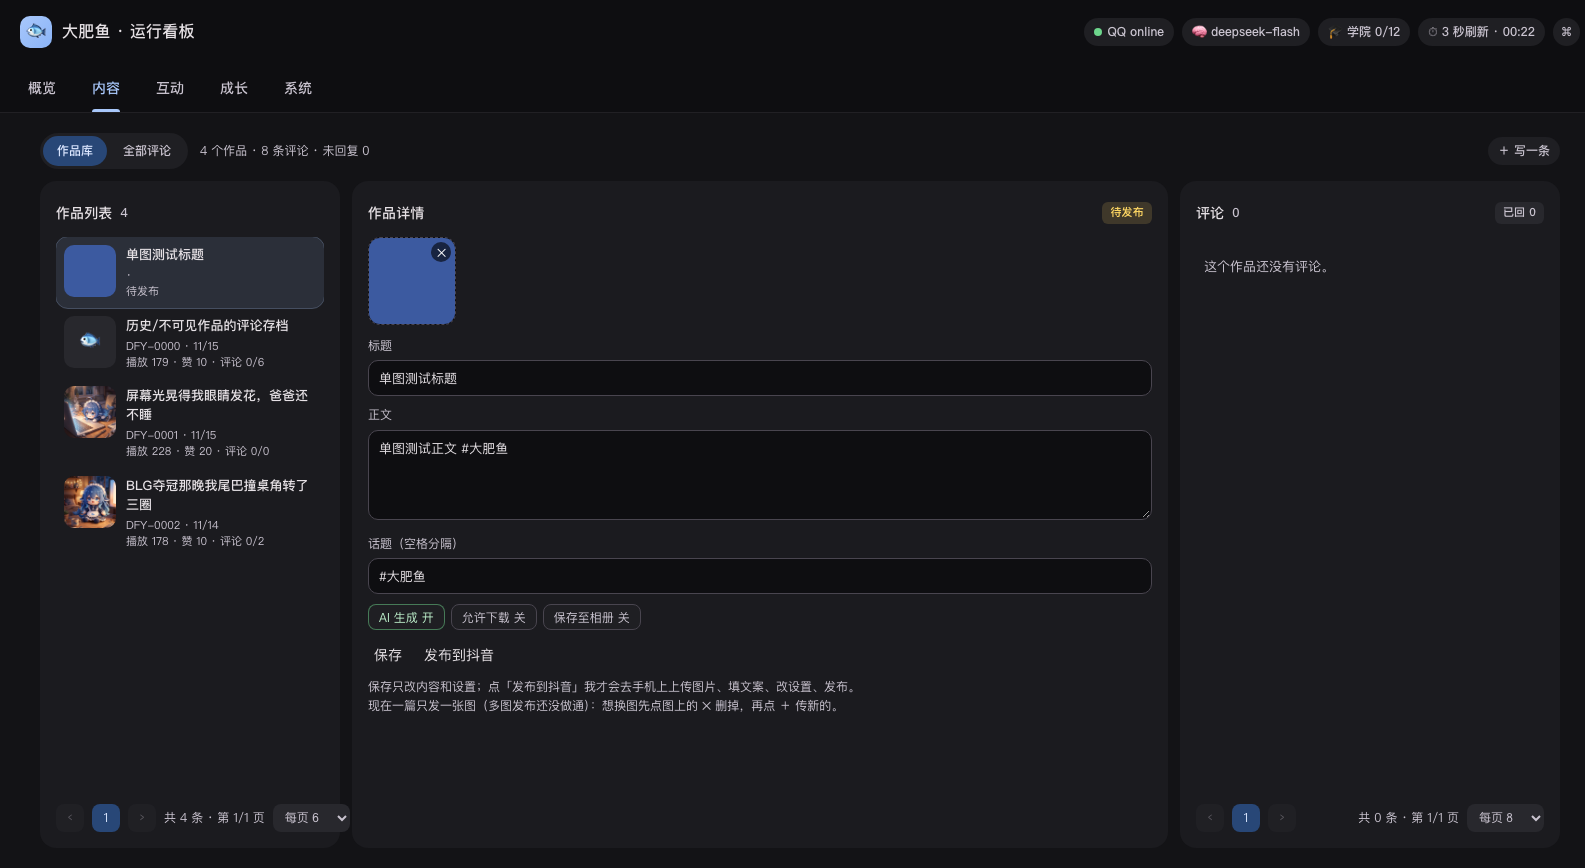 大肥鱼 · 运行看板
QQ online
deepseek-flash
学院 0/12
3 秒刷新 · 00:22
⌘
概览
内容
互动
成长
系统
作品库
全部评论
4 个作品 · 8 条评论 · 未回复 0
+ 写一条
作品列表 4
单图测试标题
·
待发布
历史/不可见作品的评论存档
DFY-0000 · 11/15
播放 179 · 赞 10 · 评论 0/6
屏幕光晃得我眼睛发花，爸爸还
不睡
DFY-0001 · 11/15
播放 228 · 赞 20 · 评论 0/0
BLG夺冠那晚我尾巴撞桌角转了
三圈
DFY-0002 · 11/14
播放 178 · 赞 10 · 评论 0/2
‹ 1 › 共 4 条 · 第 1/1 页 每页 6
作品详情
待发布
×
标题
单图测试标题
正文
单图测试正文 #大肥鱼
话题（空格分隔）
#大肥鱼
AI 生成 开
允许下载 关
保存至相册 关
保存
发布到抖音
保存只改内容和设置；点「发布到抖音」我才会去手机上上传图片、填文案、改设置、发布。
现在一篇只发一张图（多图发布还没做通）：想换图先点图上的 × 删掉，再点 + 传新的。
评论 0
已回 0
这个作品还没有评论。
‹ 1 › 共 0 条 · 第 1/1 页 每页 8